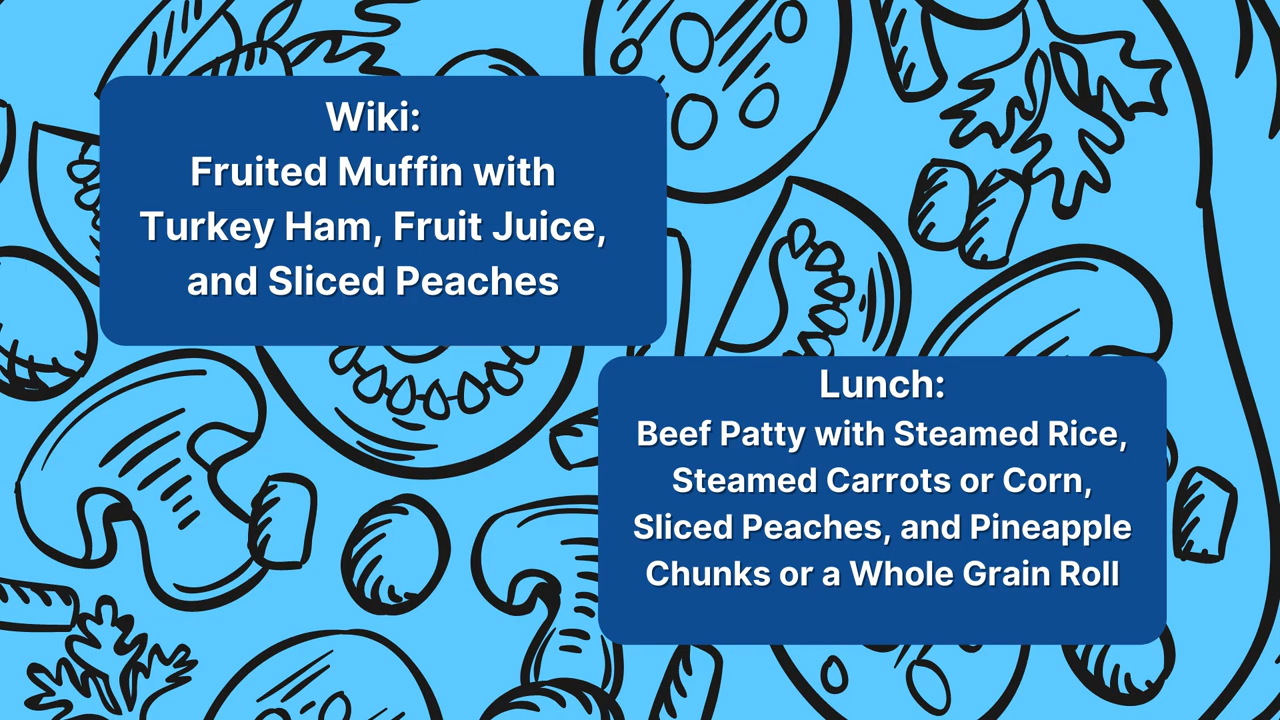 Wiki:
Fruited Muffin with
Turkey Ham, Fruit Juice,
and Sliced Peaches
Lunch:
Beef Patty with Steamed Rice,
Steamed Carrots or Corn,
Sliced Peaches, and Pineapple
Chunks or a Whole Grain Roll